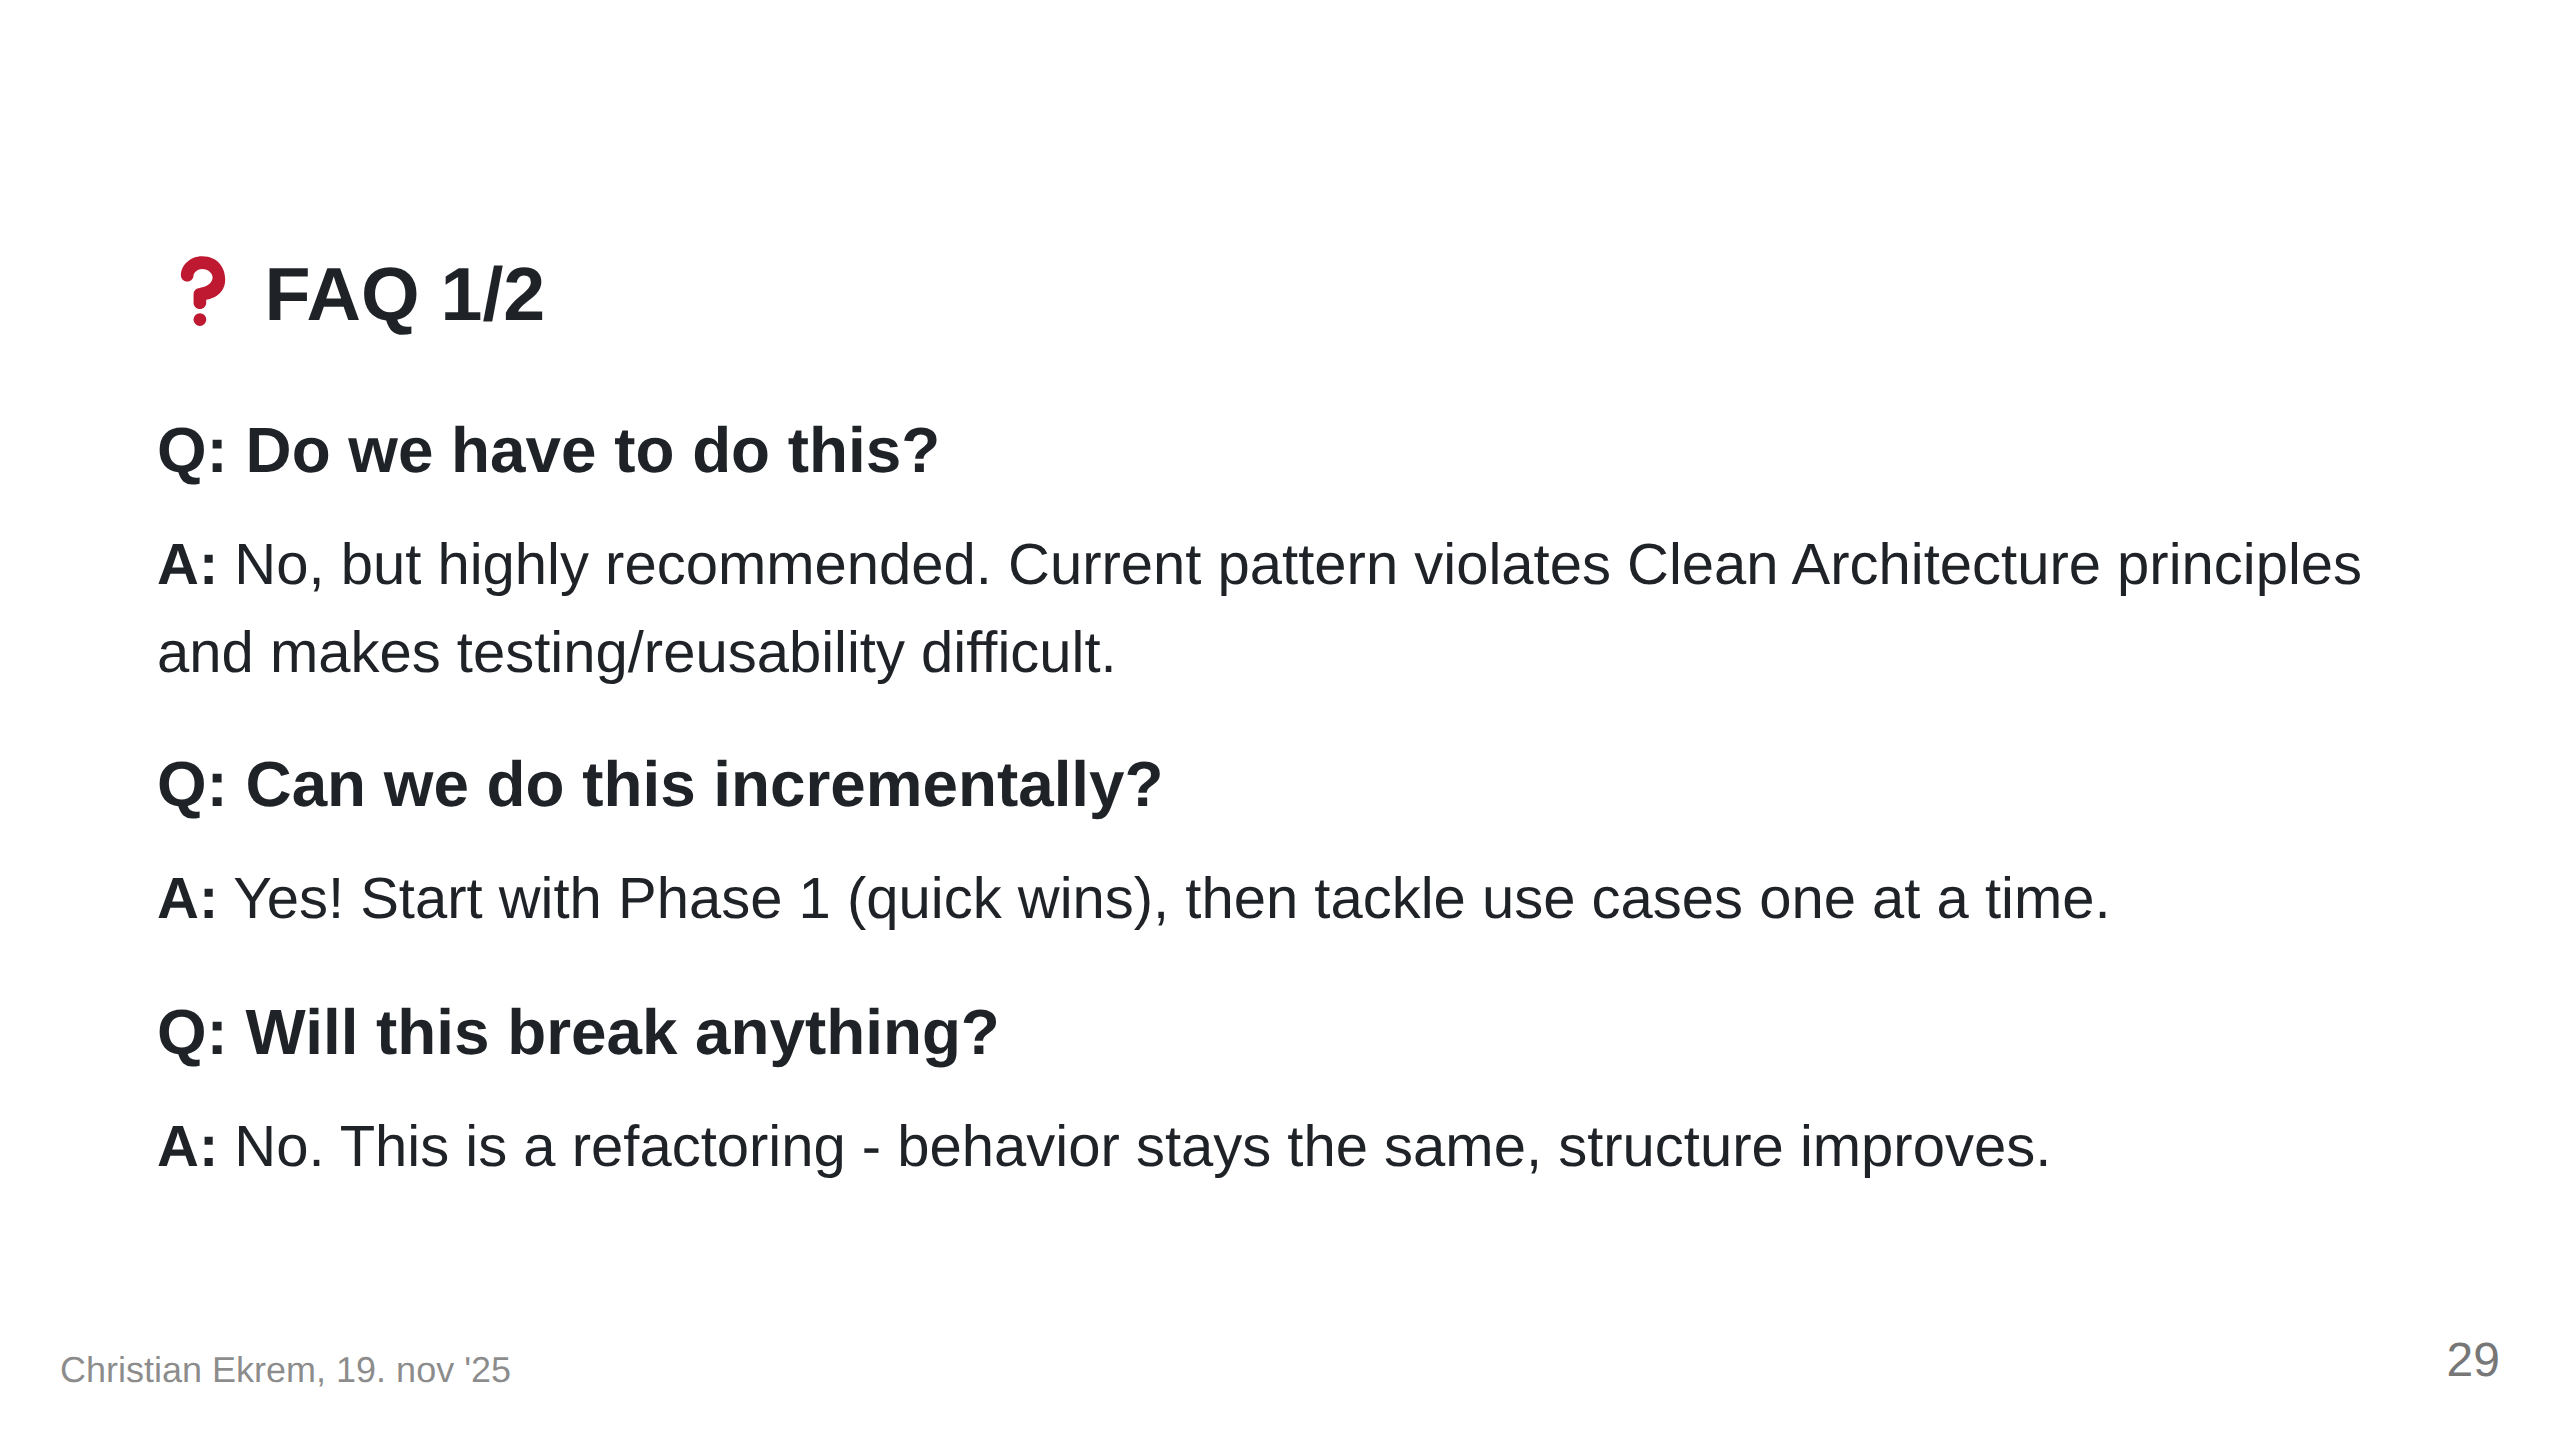 ❓ FAQ 1/2
Q: Do we have to do this?
A: No, but highly recommended. Current pattern violates Clean Architecture principles
and makes testing/reusability difficult.
Q: Can we do this incrementally?
A: Yes! Start with Phase 1 (quick wins), then tackle use cases one at a time.
Q: Will this break anything?
A: No. This is a refactoring - behavior stays the same, structure improves.
Christian Ekrem, 19. nov '25
29